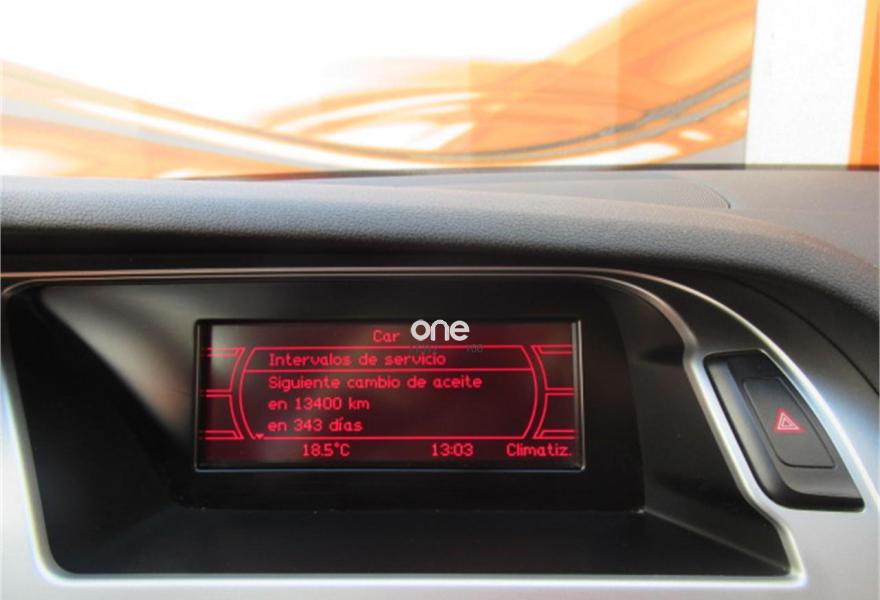 one
Car
Intervalos de servicio
Siguiente cambio de aceite
en 13400 km
en 343 días
18.5°C 13:03 Climatiz.